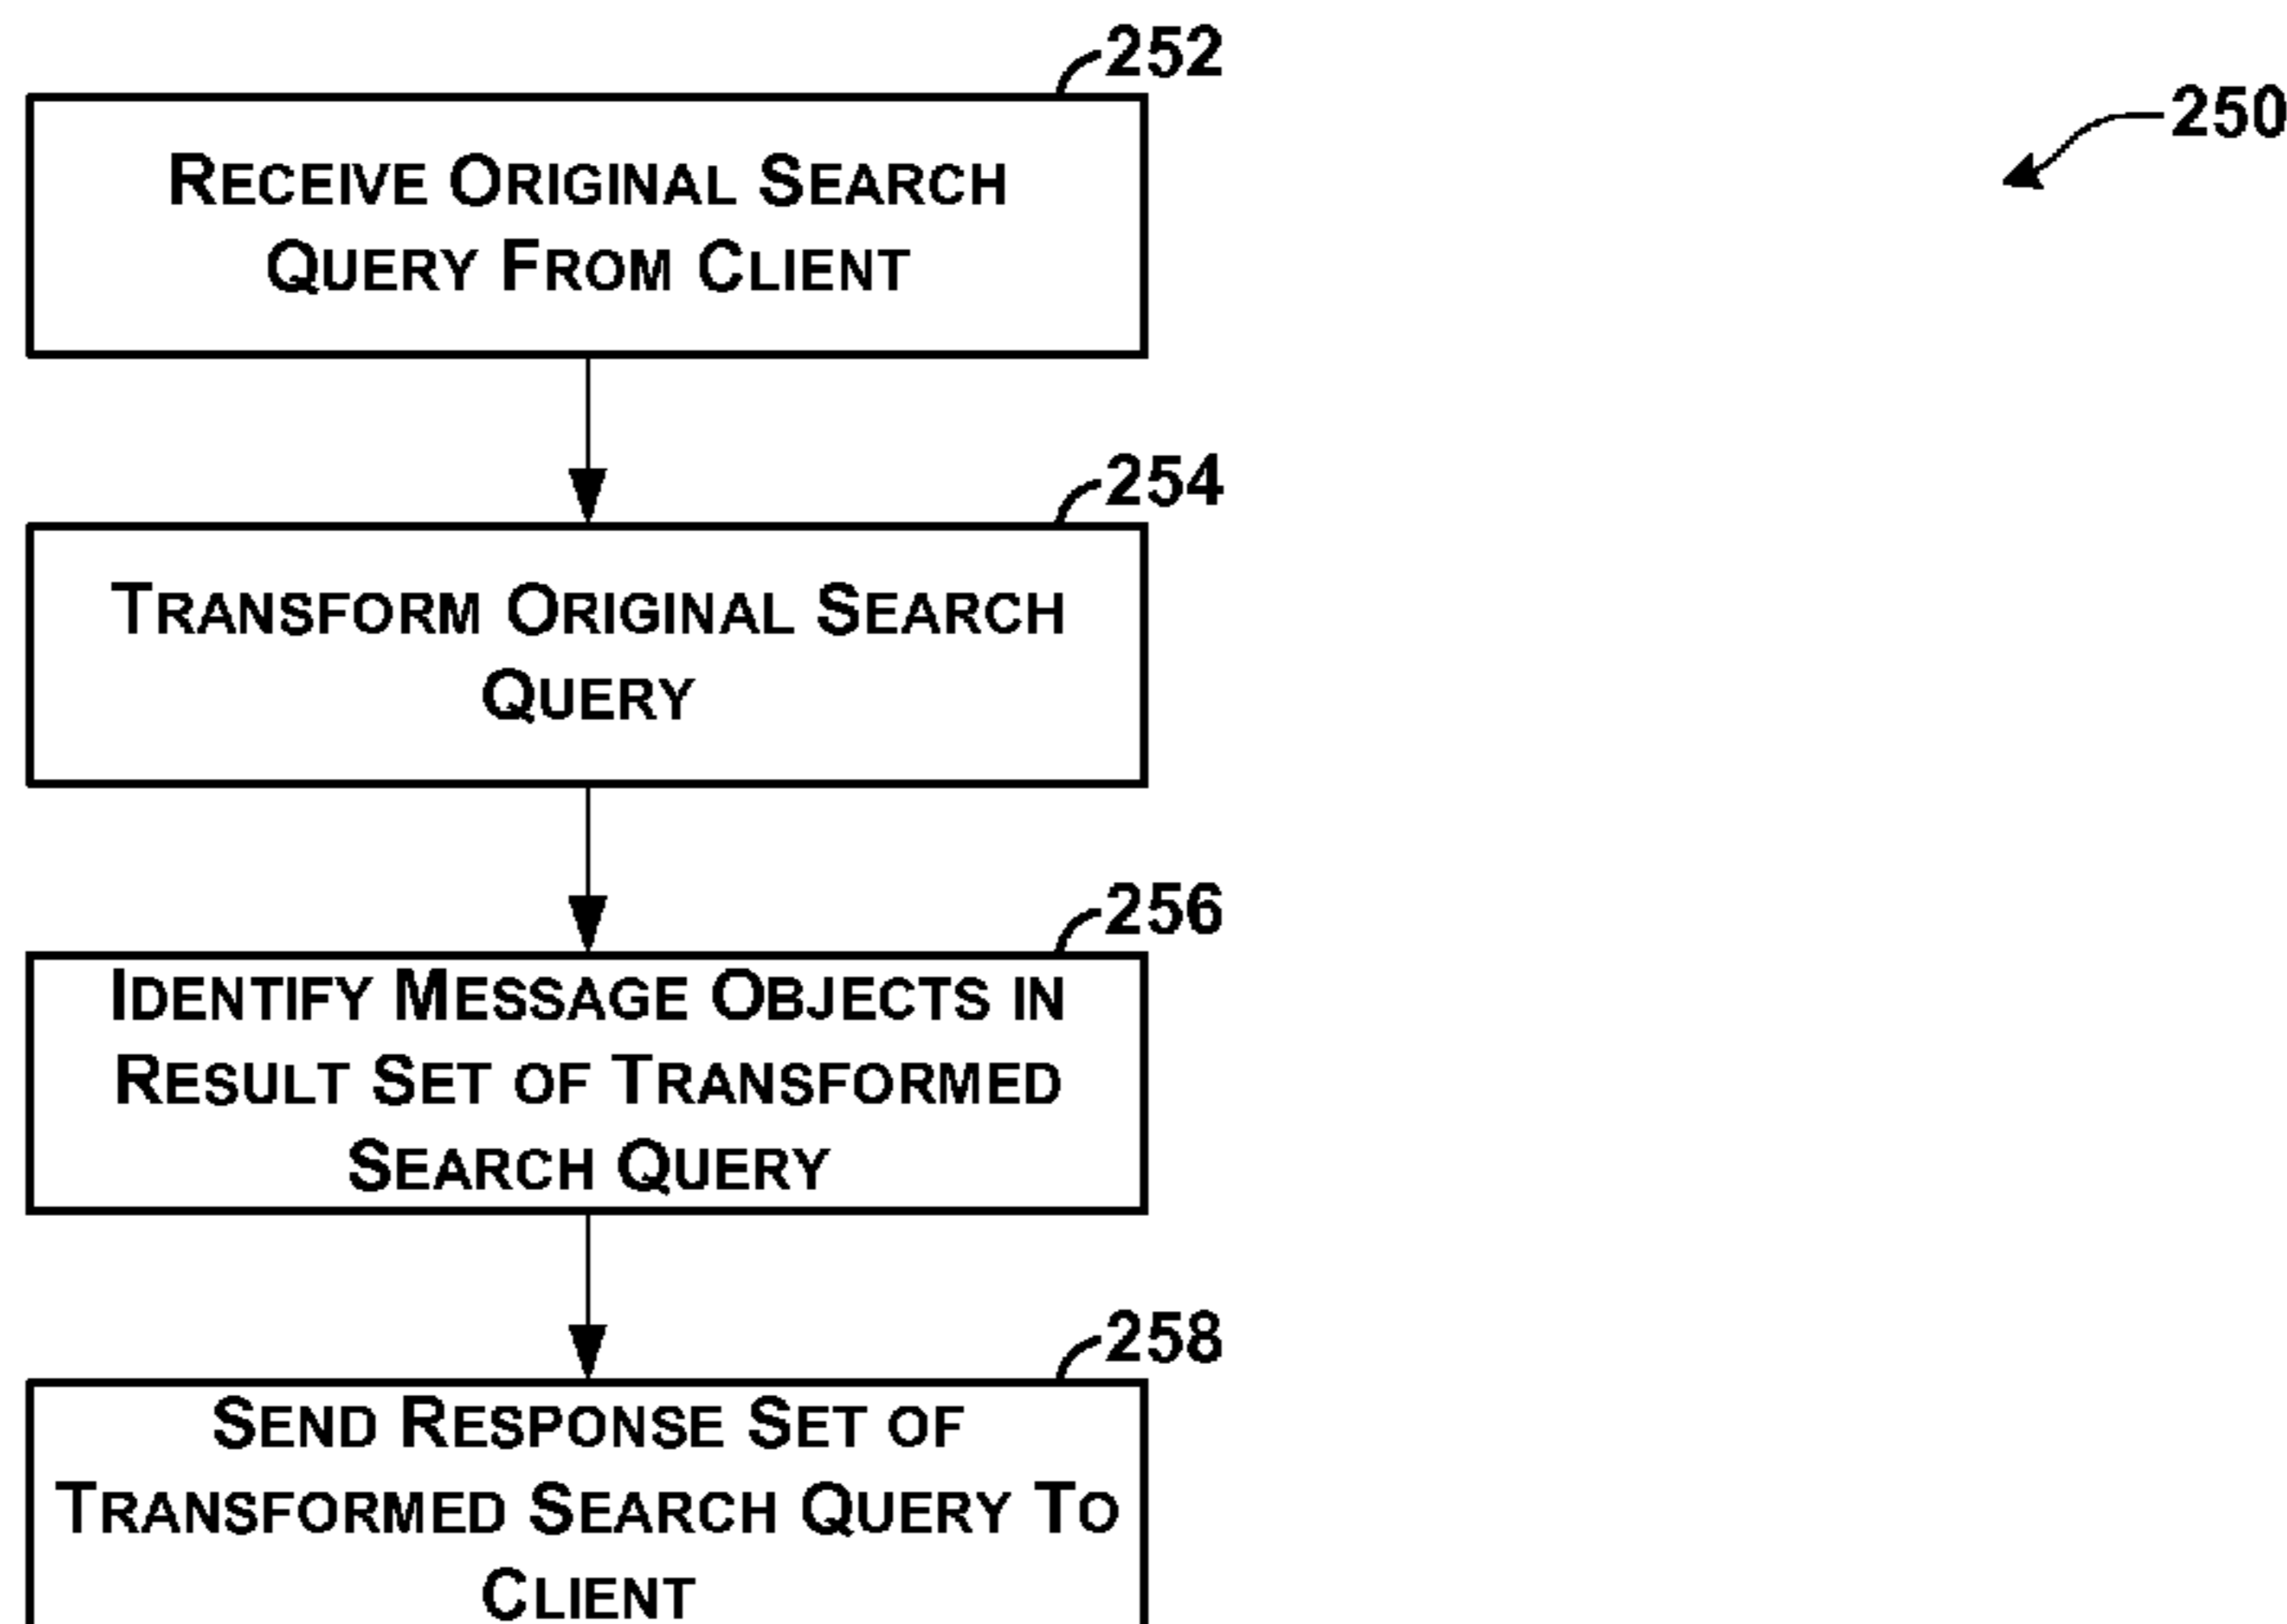 252
250
RECEIVE ORIGINAL SEARCH
QUERY FROM CLIENT
254
TRANSFORM ORIGINAL SEARCH
QUERY
256
IDENTIFY MESSAGE OBJECTS IN
RESULT SET OF TRANSFORMED
SEARCH QUERY
258
SEND RESPONSE SET OF
TRANSFORMED SEARCH QUERY TO
CLIENT